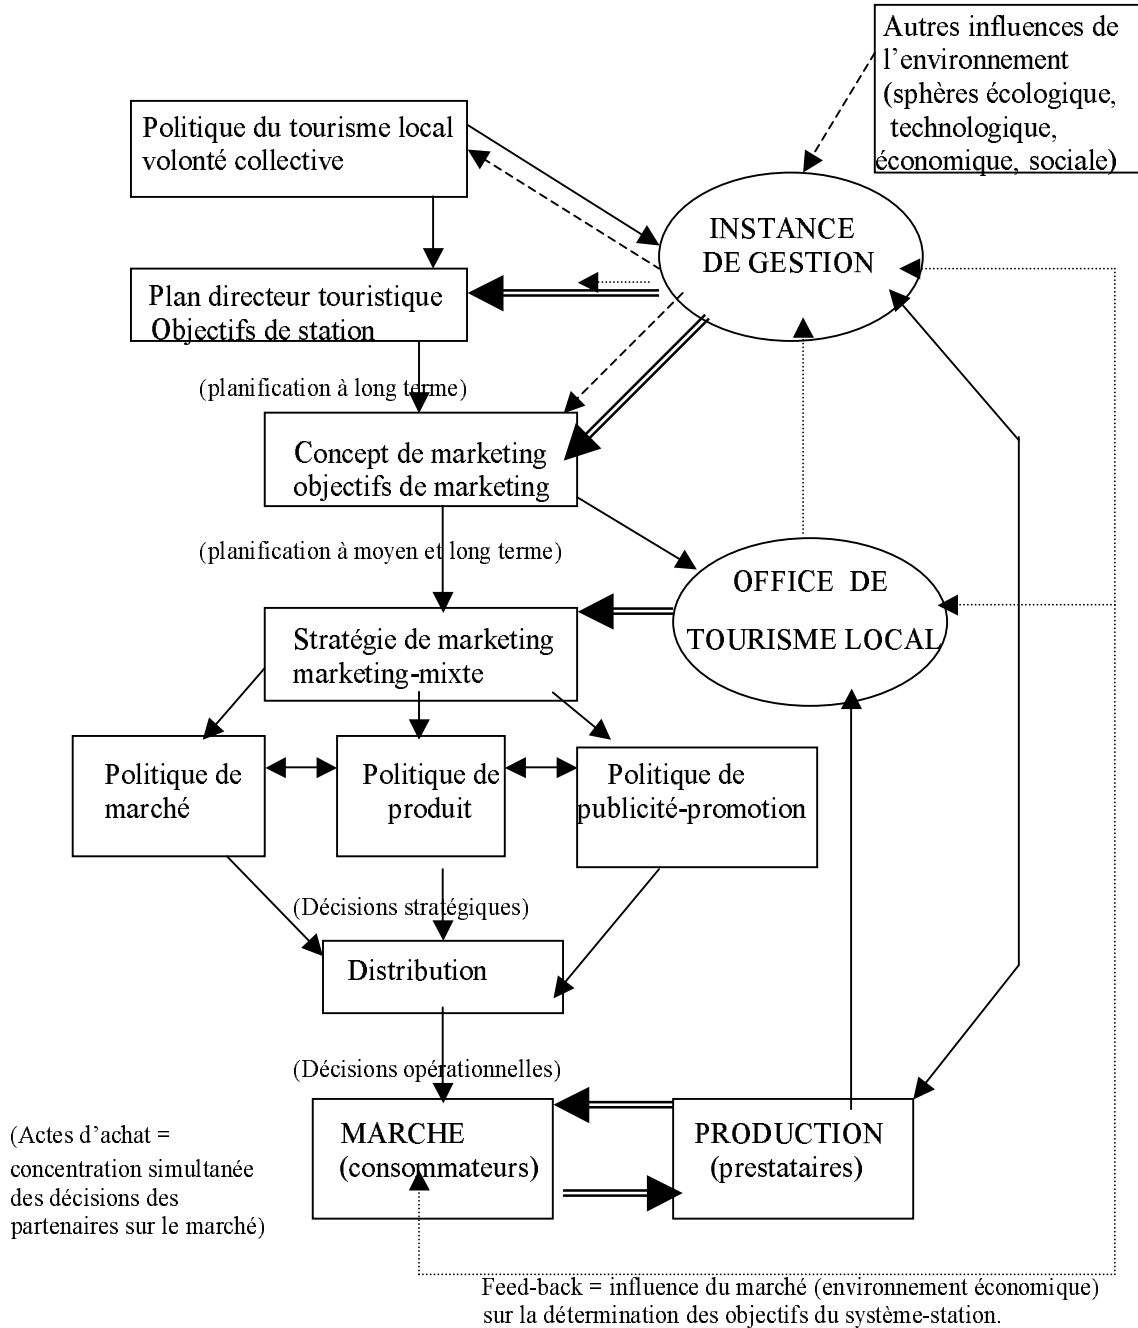 Autres influences de
l'environnement
(sphères écologique,
technologique,
économique, sociale)
Politique du tourisme local
volonté collective
INSTANCE
DE GESTION
Plan directeur touristique
Objectifs de station
(planification à long terme)
Concept de marketing
objectifs de marketing
(planification à moyen et long terme)
OFFICE DE
TOURISME LOCAL
Stratégie de marketing
marketing-mixte
Politique de
marché
Politique de
produit
Politique de
publicité-promotion
(Décisions stratégiques)
Distribution
(Décisions opérationnelles)
MARCHE
(consommateurs)
PRODUCTION
(prestataires)
(Actes d'achat =
concentration simultanée
des décisions des
partenaires sur le marché)
Feed-back = influence du marché (environnement économique)
sur la détermination des objectifs du système-station.